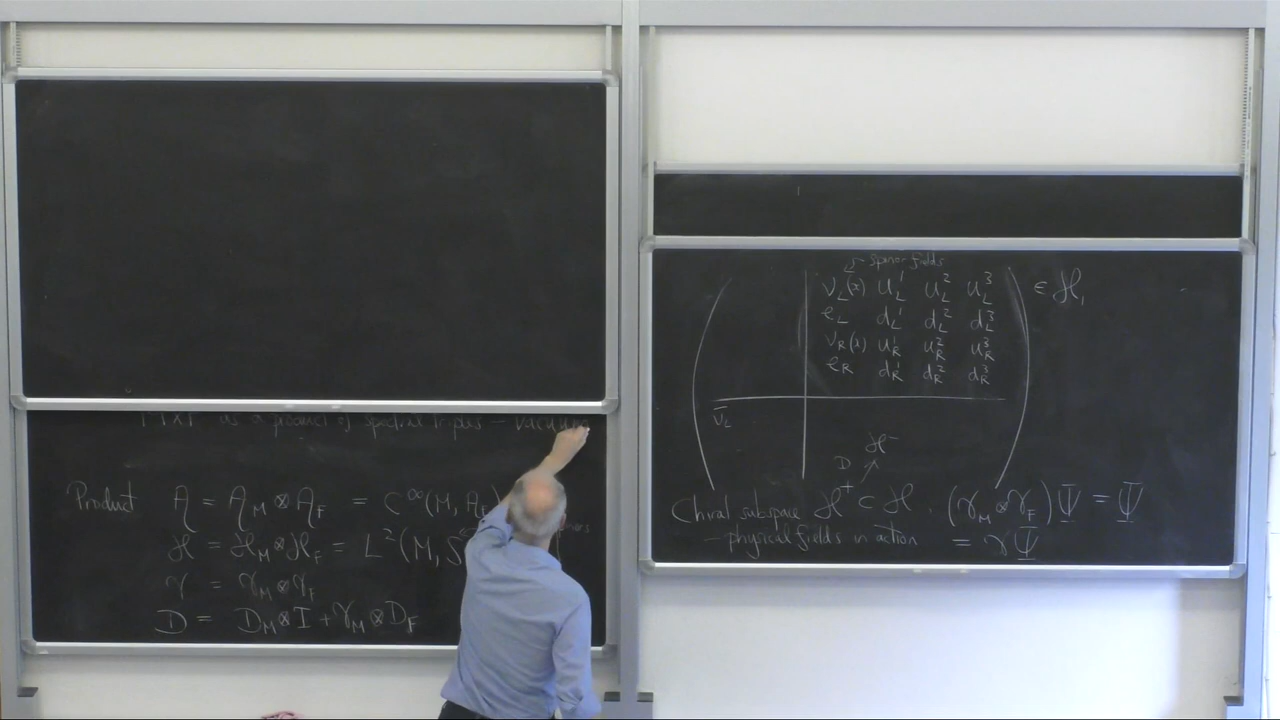 as a product of spectral triples – vacuum
Product A = A_M ⊗ A_F = C^∞(M, A_F)
ℋ = ℋ_M ⊗ ℋ_F = L²(M, S
γ = γ_M ⊗ γ_F
D = D_M ⊗ I + γ_M ⊗ D_F
spinor fields
ν_L(x) u_L^1 u_L^2 u_L^3 ∈ ℋ_1
e_L d_L^1 d_L^2 d_L^3
ν_R(x) u_R^1 u_R^2 u_R^3
e_R d_R^1 d_R^2 d_R^3
ν̄_L
ℋ^-
D ↗
Chiral subspace ℋ^+ ⊂ ℋ. (γ_M ⊗ γ_F) Ψ = Ψ
– physical fields in action = γ Ψ